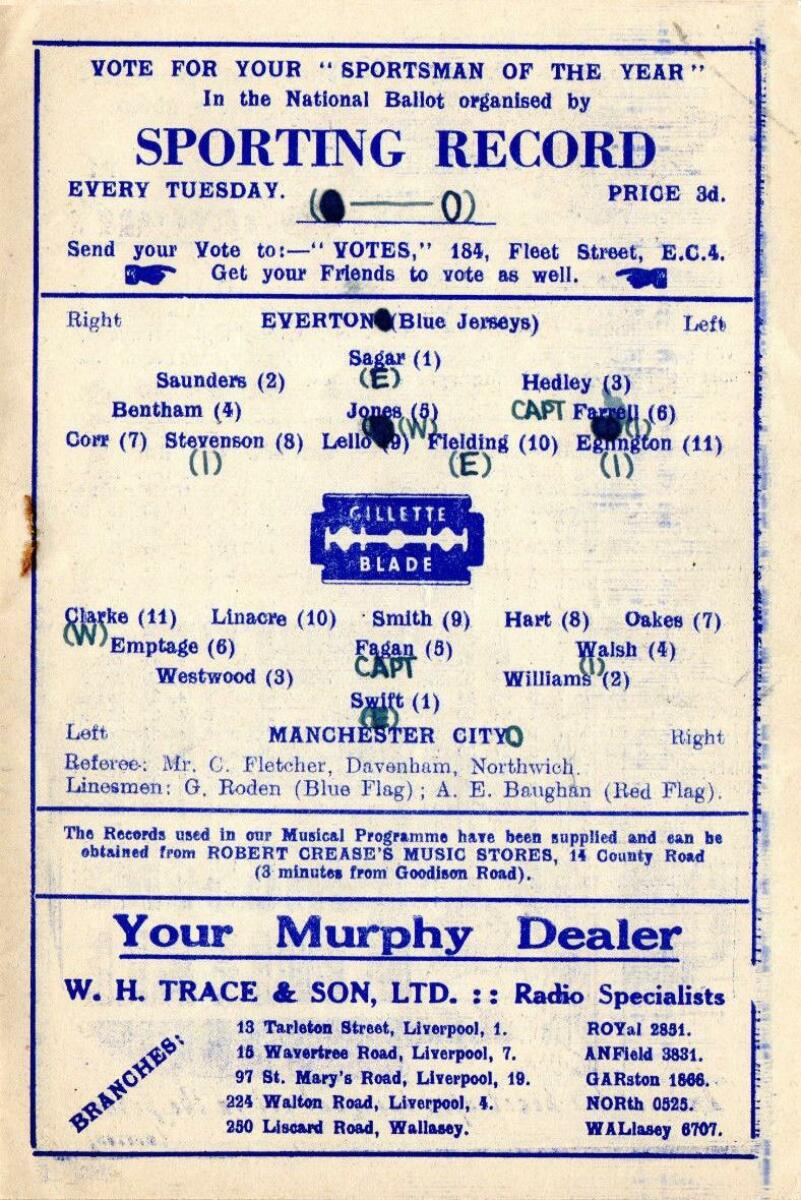 VOTE FOR YOUR "SPORTSMAN OF THE YEAR"
In the National Ballot organised by
SPORTING RECORD
EVERY TUESDAY. ( — 0) PRICE 3d.
Send your Vote to:—"VOTES," 184, Fleet Street, E.C.4.
Get your Friends to vote as well.
Right EVERTON (Blue Jerseys) Left
Sagar (1)
(E)
Saunders (2) Hedley (3)
Bentham (4) Jones (5) CAPT Farrell (6)
(W) (I)
Corr (7) Stevenson (8) Lello (9) Fielding (10) Eglington (11)
(I) (E) (I)
GILLETTE
BLADE
Clarke (11) Linacre (10) Smith (9) Hart (8) Oakes (7)
(W)
Emptage (6) Fagan (5) Walsh (4)
CAPT (I)
Westwood (3) Williams (2)
Swift (1)
(E)
Left MANCHESTER CITY 0 Right
Referee: Mr. C. Fletcher, Davenham, Northwich.
Linesmen: G. Roden (Blue Flag); A. E. Baughan (Red Flag).
The Records used in our Musical Programme have been supplied and can be
obtained from ROBERT CREASE'S MUSIC STORES, 14 County Road
(3 minutes from Goodison Road).
Your Murphy Dealer
W. H. TRACE & SON, LTD. :: Radio Specialists
BRANCHES:
13 Tarleton Street, Liverpool, 1. ROYal 2851.
15 Wavertree Road, Liverpool, 7. ANField 3831.
97 St. Mary's Road, Liverpool, 19. GARston 1866.
224 Walton Road, Liverpool, 4. NORth 0525.
250 Liscard Road, Wallasey. WALlasey 6707.